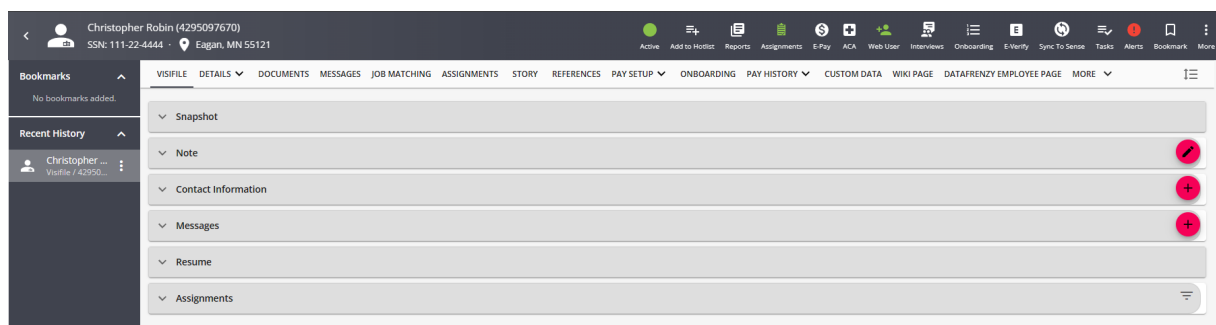 Christopher Robin (4295097670)
SSN: 111-22-4444 · Eagan, MN 55121
Active Add to Hotlist Reports Assignments E-Pay ACA Web User Interviews Onboarding E-Verify Sync To Sense Tasks Alerts Bookmark More
Bookmarks
No bookmarks added.
Recent History
Christopher ...
Visifile / 42950...
VISIFILE DETAILS DOCUMENTS MESSAGES JOB MATCHING ASSIGNMENTS STORY REFERENCES PAY SETUP ONBOARDING PAY HISTORY CUSTOM DATA WIKI PAGE DATAFRENZY EMPLOYEE PAGE MORE
Snapshot
Note
Contact Information
Messages
Resume
Assignments